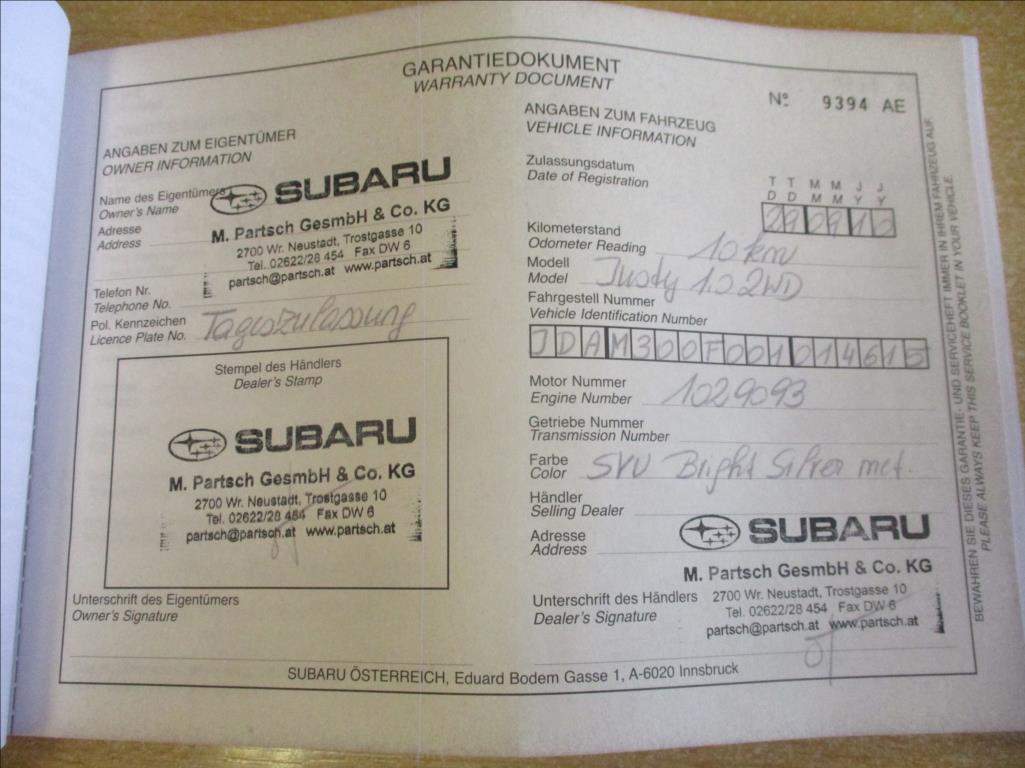 GARANTIEDOKUMENT
WARRANTY DOCUMENT
Nº 9394 AE
ANGABEN ZUM EIGENTÜMER
OWNER INFORMATION
Name des Eigentümers
Owner's Name
Adresse
Address
SUBARU
M. Partsch GesmbH & Co. KG
2700 Wr. Neustadt, Trostgasse 10
Tel. 02622/28 454 Fax DW 6
partsch@partsch.at www.partsch.at
Telefon Nr.
Telephone No.
Pol. Kennzeichen
Licence Plate No. Tageszulassung
Stempel des Händlers
Dealer's Stamp
SUBARU
M. Partsch GesmbH & Co. KG
2700 Wr. Neustadt, Trostgasse 10
Tel. 02622/28 454 Fax DW 6
partsch@partsch.at www.partsch.at
Unterschrift des Eigentümers
Owner's Signature
ANGABEN ZUM FAHRZEUG
VEHICLE INFORMATION
Zulassungsdatum
Date of Registration
T T M M J J
D D M M Y Y
290910
Kilometerstand
Odometer Reading 10 km
Modell
Model Justy 1.0 2WD
Fahrgestell Nummer
Vehicle Identification Number
JDAM300F001014615
Motor Nummer
Engine Number 1029093
Getriebe Nummer
Transmission Number
Farbe
Color Bright Silver met.
Händler
Selling Dealer
Adresse
Address
SUBARU
M. Partsch GesmbH & Co. KG
2700 Wr. Neustadt, Trostgasse 10
Tel. 02622/28 454 Fax DW 6
partsch@partsch.at www.partsch.at
Unterschrift des Händlers
Dealer's Signature
SUBARU ÖSTERREICH, Eduard Bodem Gasse 1, A-6020 Innsbruck
BEWAHREN SIE DIESES GARANTIE- UND SERVICEHEFT IMMER IN IHREM FAHRZEUG AUF.
PLEASE ALWAYS KEEP THIS SERVICE BOOKLET IN YOUR VEHICLE.